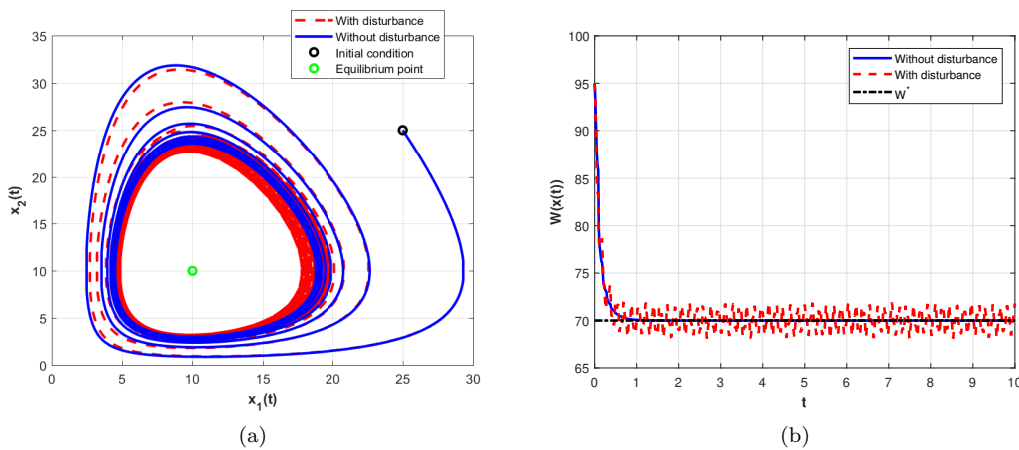 With disturbance
Without disturbance
Initial condition
Equilibrium point
35
30
25
20
15
10
5
0
x2(t)
0 5 10 15 20 25 30
x1(t)
(a)
100
95
90
85
80
75
70
65
W(x(t))
Without disturbance
With disturbance
W*
0 1 2 3 4 5 6 7 8 9 10
t
(b)